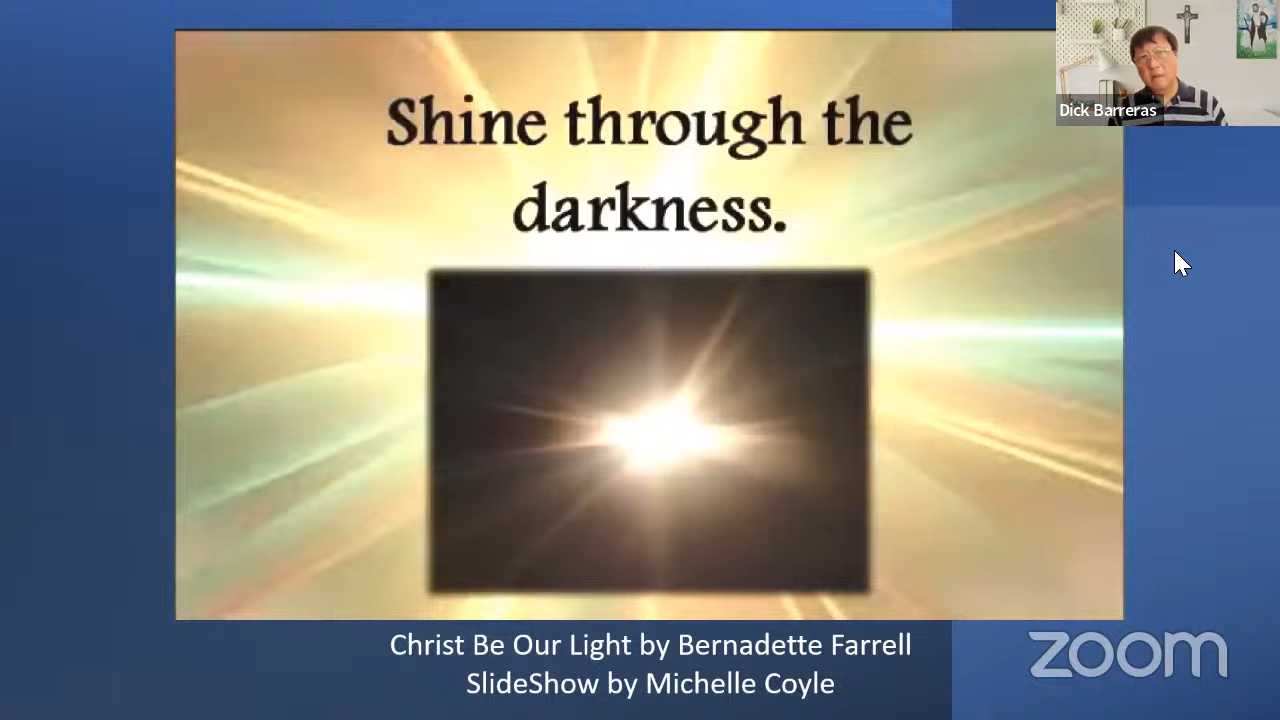 Shine through the
darkness.
Dick Barreras
Christ Be Our Light by Bernadette Farrell
SlideShow by Michelle Coyle
zoom